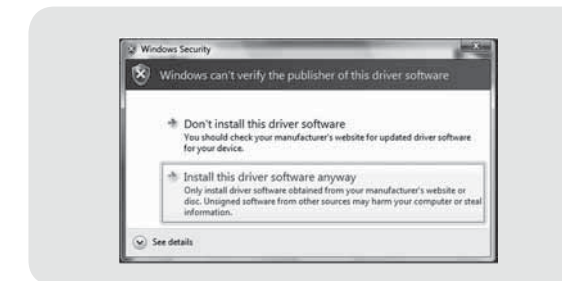 Windows Security
Windows can't verify the publisher of this driver software
Don't install this driver software
You should check your manufacturer's website for updated driver software
for your device.
Install this driver software anyway
Only install driver software obtained from your manufacturer's website or
disc. Unsigned software from other sources may harm your computer or steal
information.
See details